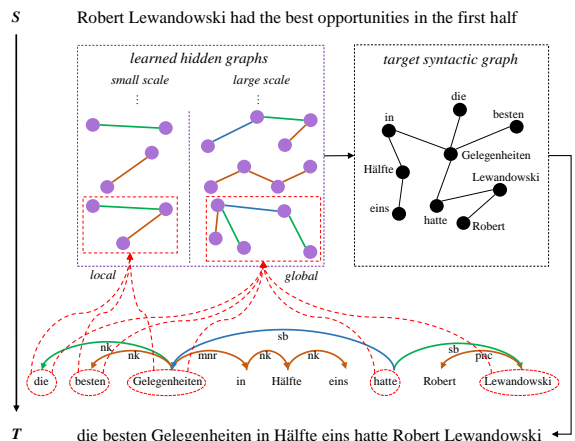 S Robert Lewandowski had the best opportunities in the first half
learned hidden graphs
small scale large scale
⋮ ⋮
local global
target syntactic graph
die
in besten
Gelegenheiten
Hälfte Lewandowski
eins hatte Robert
sb
nk nk mnr nk nk sb pnc
die besten Gelegenheiten in Hälfte eins hatte Robert Lewandowski
T die besten Gelegenheiten in Hälfte eins hatte Robert Lewandowski